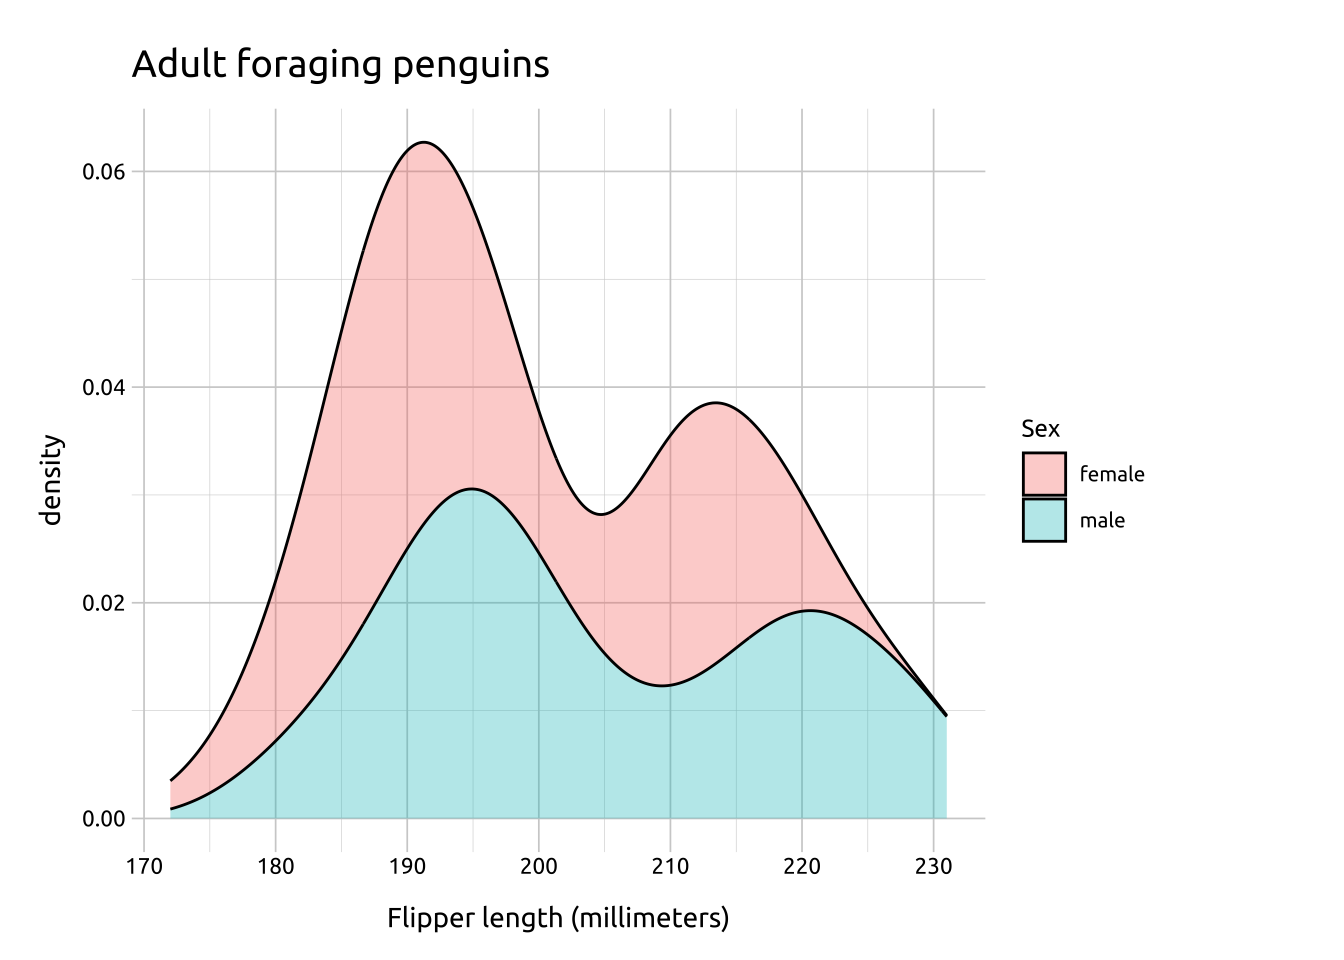 Adult foraging penguins
0.06
0.04
0.02
0.00
density
170 180 190 200 210 220 230
Flipper length (millimeters)
Sex
female
male